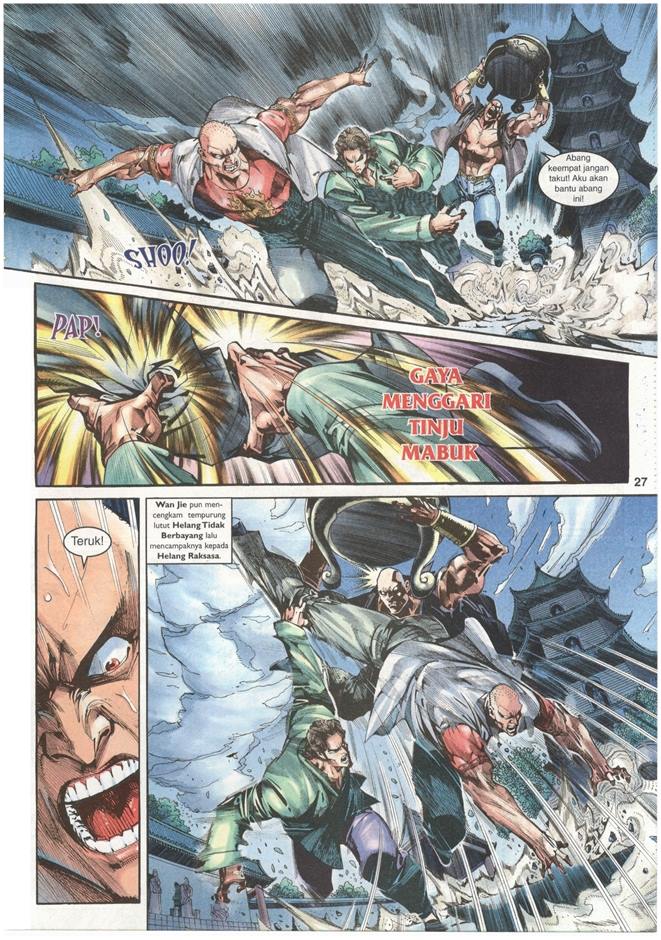 Abang
keempat jangan
takut! Aku akan
bantu abang
ini!
SHOO!
PAP!
GAYA
MENGGARI
TINJU
MABUK
27
Teruk!
Wan Jie pun men-
cengkam tempurung
lutut Helang Tidak
Berbayang lalu
mencampaknya kepada
Helang Raksasa.